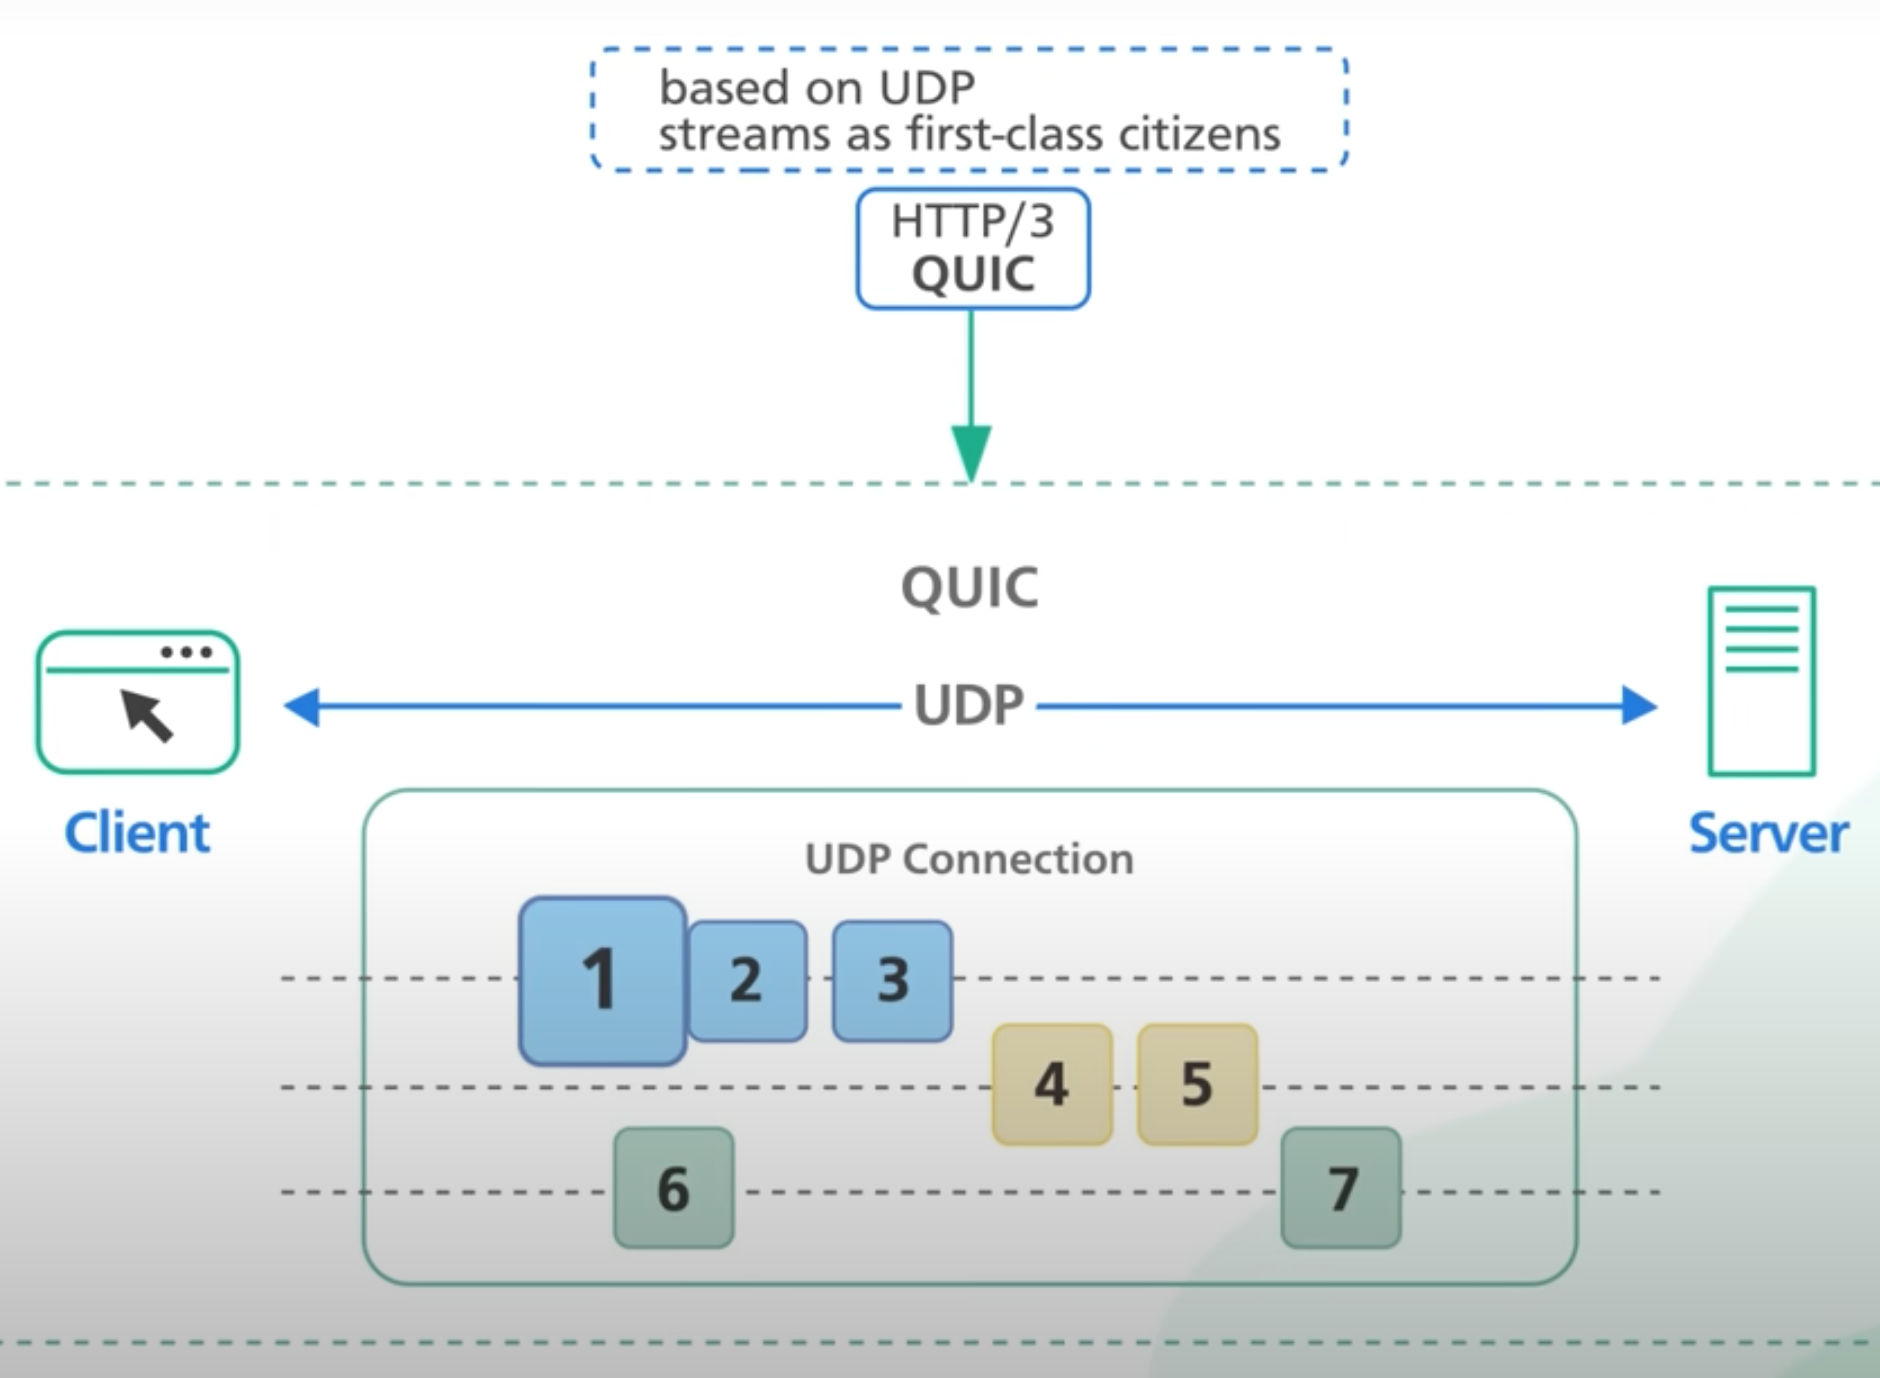 based on UDP
streams as first-class citizens
HTTP/3
QUIC
QUIC
UDP
Client
Server
UDP Connection
1 2 3
4 5
6 7